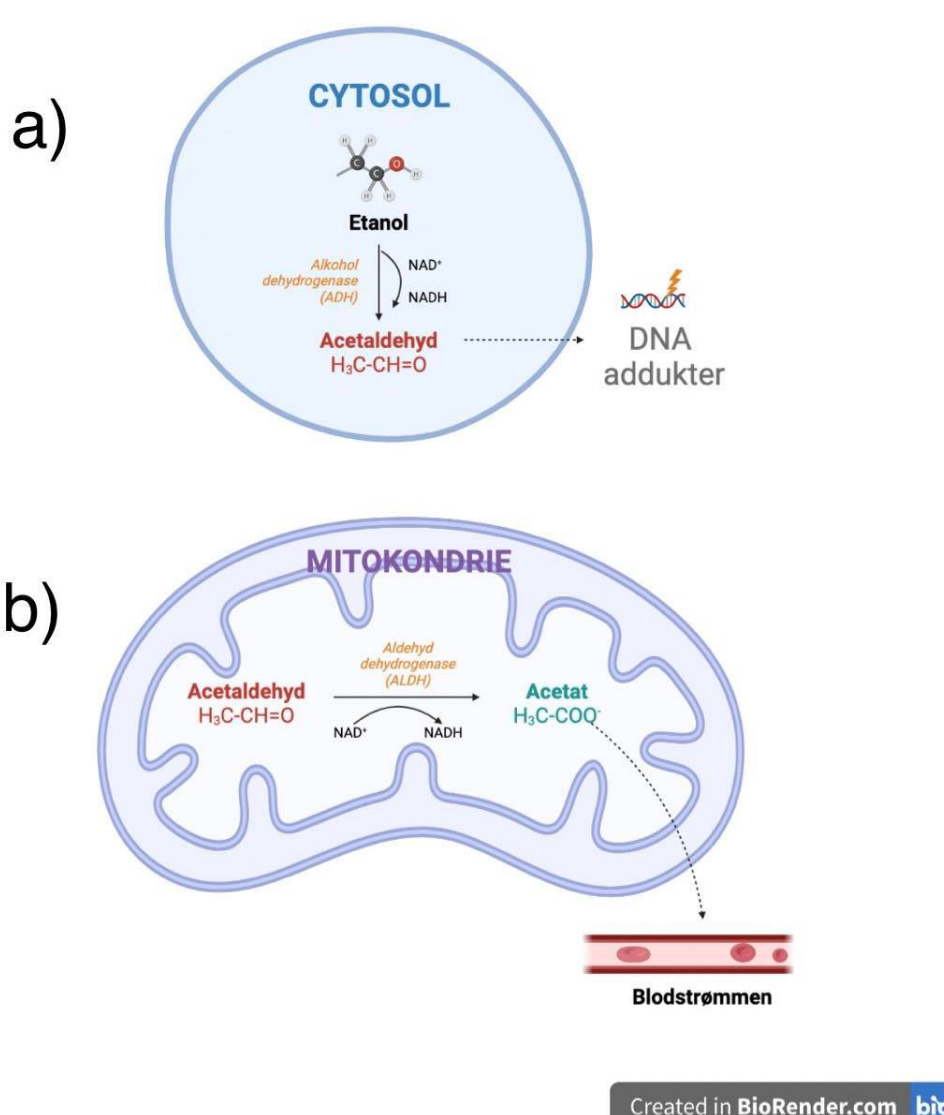 a)
CYTOSOL
H
H
C
C
O
H
H
H
Etanol
Alkohol
dehydrogenase
(ADH)
NAD⁺
NADH
Acetaldehyd
H₃C-CH=O
DNA
addukter
b)
MITOKONDRIE
Aldehyd
dehydrogenase
(ALDH)
Acetaldehyd
H₃C-CH=O
NAD⁺
NADH
Acetat
H₃C-COO⁻
Blodstrømmen
Created in BioRender.com